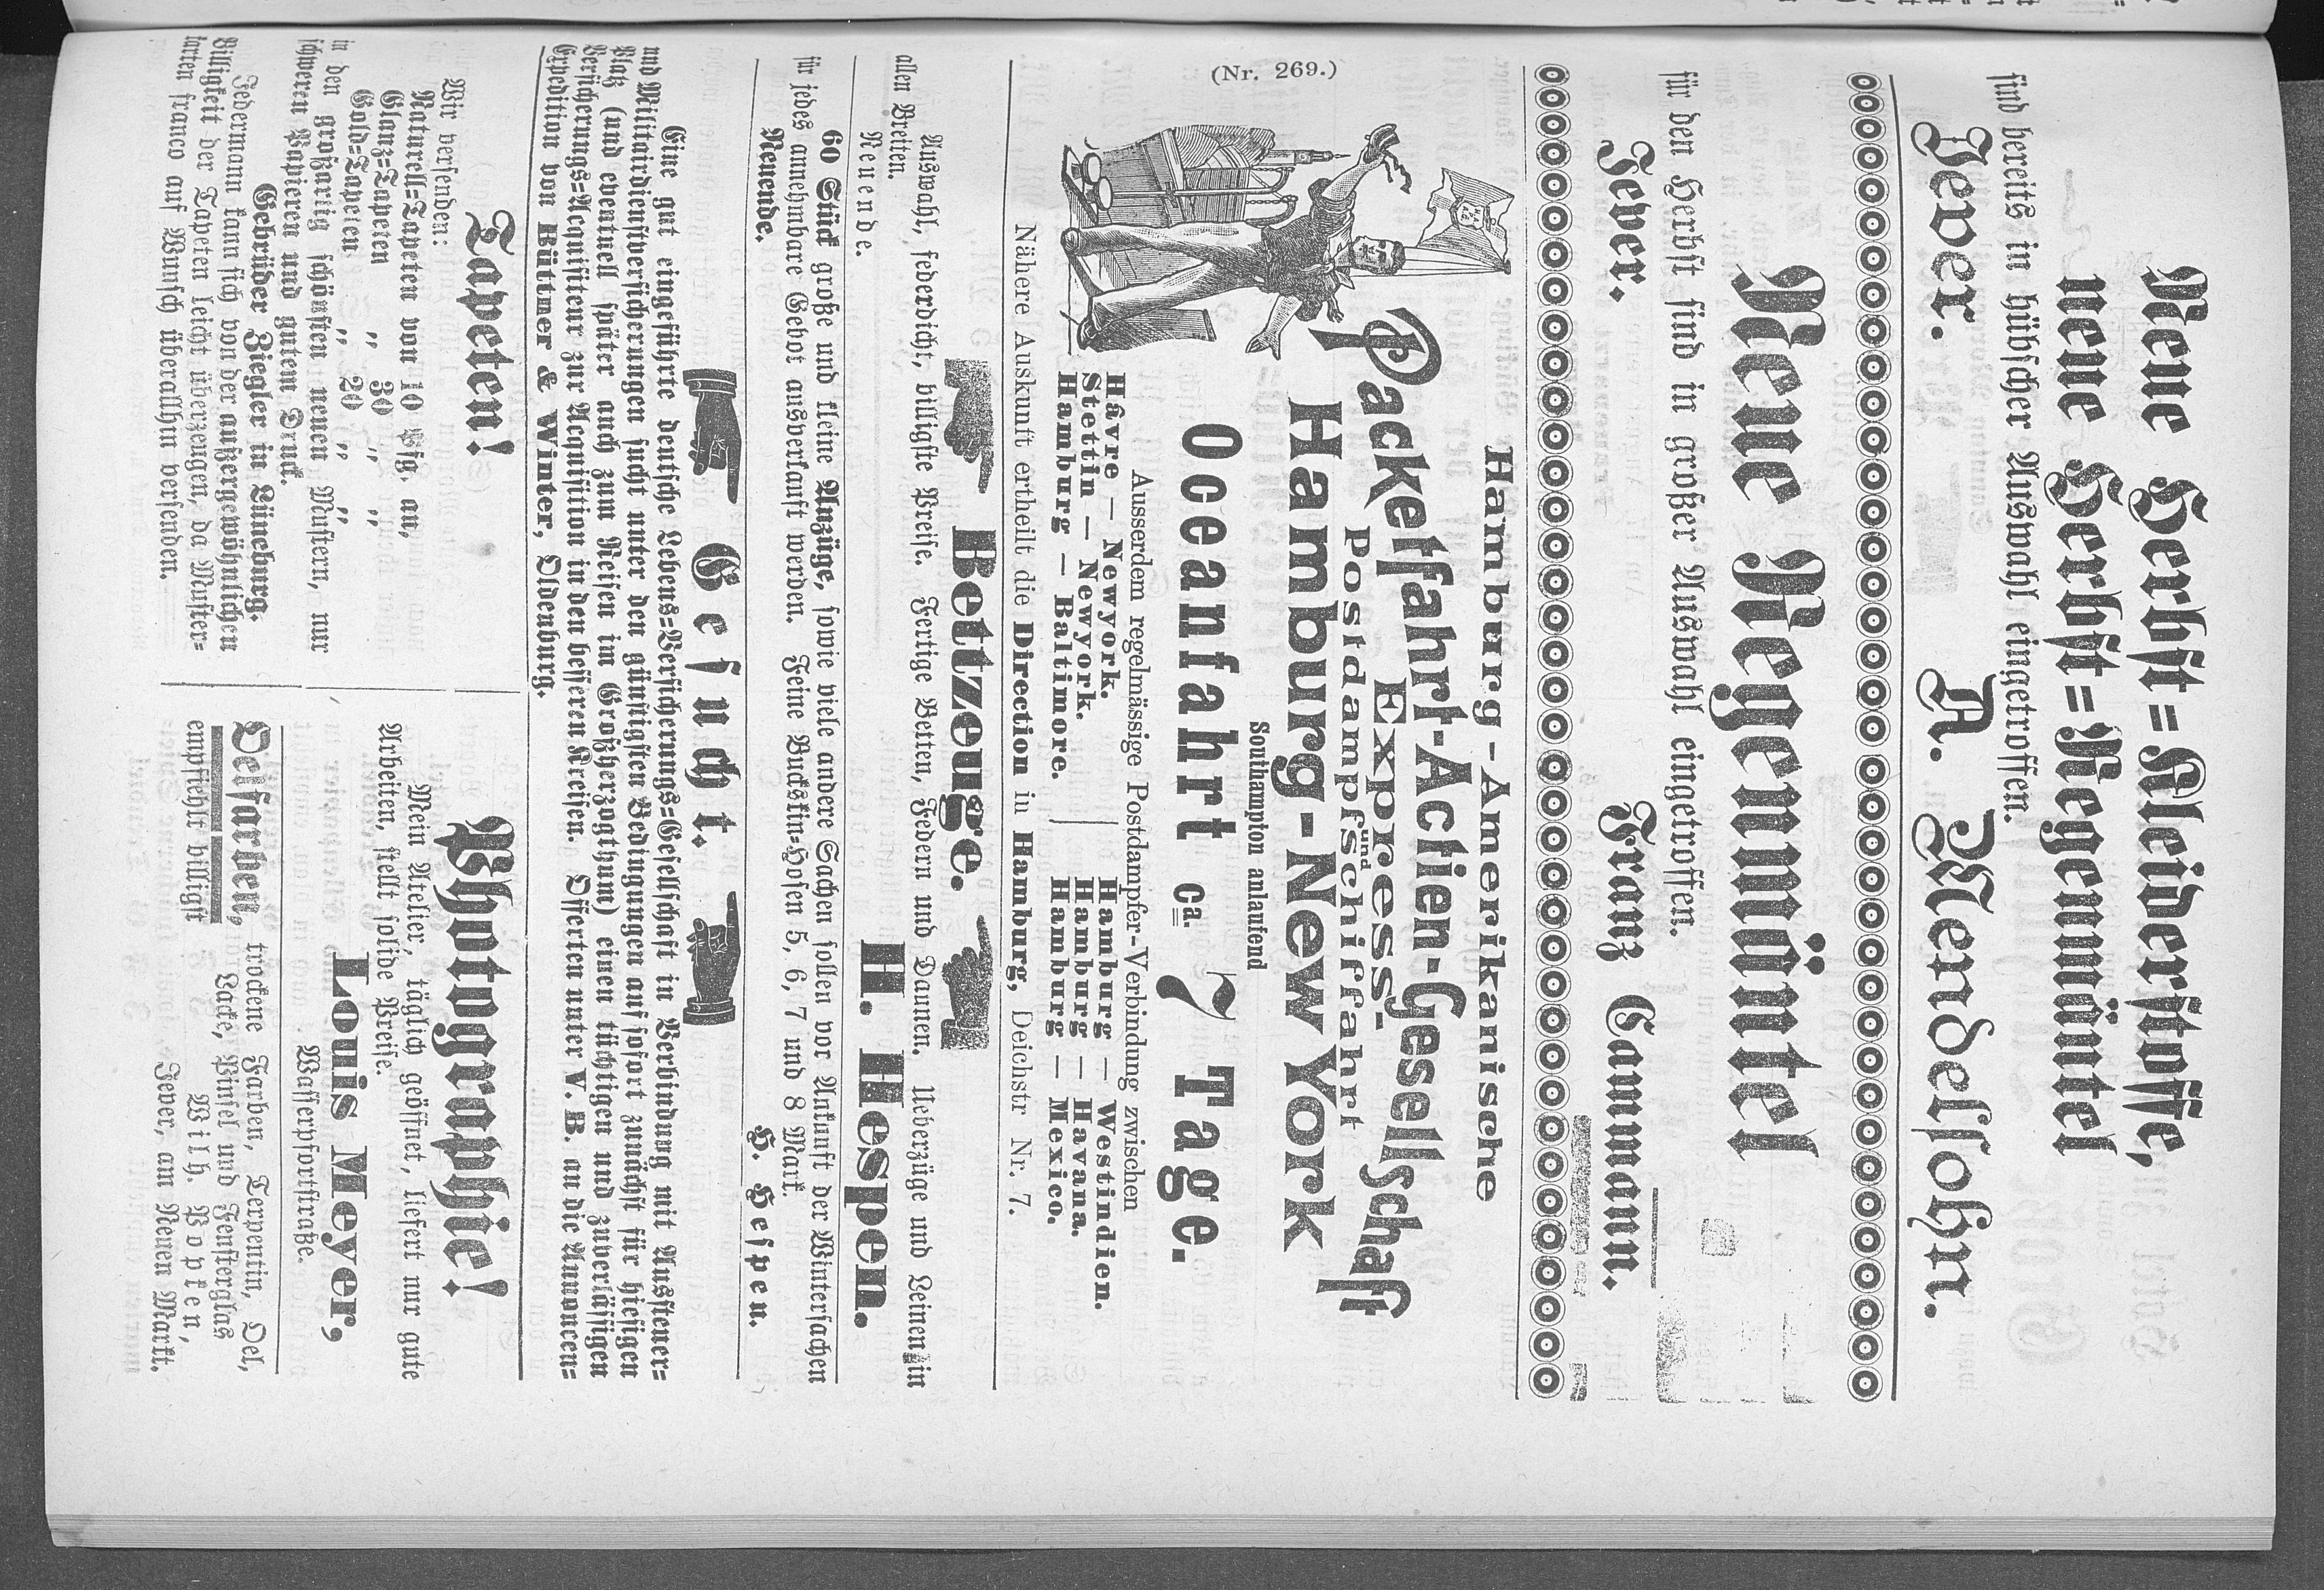 Neue Herbst=Kleiderstoffe,
neue Herbst=Regenmäntel
sind bereits in hübscher Auswahl eingetroffen.
Jever. A. Mendelssohn.
Neue Regenmäntel
für den Herbst sind in großer Auswahl eingetroffen.
Jever. Franz Cammann.
Hamburg-Amerikanische
Packetfahrt-Actien-Gesellschaft
Express-
und
Postdampfschiffahrt
Hamburg-New York
Southampton anlaufend
Oceanfahrt ca. 7 Tage.
Ausserdem regelmässige Postdampfer-Verbindung zwischen
Hâvre — Newyork.
Stettin — Newyork.
Hamburg — Baltimore.
Hamburg — Westindien.
Hamburg — Havana.
Hamburg — Mexico.
Nähere Auskunft ertheilt die Direction in Hamburg, Deichstr Nr. 7.
(Nr. 269.)
Bettzeuge.
Auswahl, federdicht, billigste Preise. Fertige Betten, Federn und Daunen. Ueberzüge und Leinen in
allen Breiten.
Neuende. H. Hespen.
60 Stück große und kleine Anzüge, sowie viele andere Sachen sollen vor Ankunft der Wintersachen
für jedes annehmbare Gebot ausverkauft werden. Feine Buckskin=Hosen 5, 6, 7 und 8 Mark.
Neuende. H. Hespen.
Gesucht.
Eine gut eingeführte deutsche Lebens=Versicherungs=Gesellschaft in Verbindung mit Aussteuer=
und Militairdienstversicherungen sucht unter den günstigsten Bedingungen auf sofort zunächst für hiesigen
Platz (und eventuell später auch zum Reisen im Großherzogthum) einen tüchtigen und zuverlässigen
Versicherungs=Acquisiteur zur Acquisition in den besseren Kreisen. Offerten unter V. B. an die Annoncen=
Expedition von Büttner & Winter, Oldenburg.
Tapeten!
Wir versenden:
Naturell=Tapeten von 10 Pfg. an,
Glanz=Tapeten „ 30 „ „
Gold=Tapeten „ 20 „ „
in den großartig schönsten neuen Mustern, nur
schweren Papieren und gutem Druck.
Gebrüder Ziegler in Lüneburg.
Jedermann kann sich von der außergewöhnlichen
Billigkeit der Tapeten leicht überzeugen, da Muster=
karten franco auf Wunsch überallhin versenden.
Photographie!
Mein Atelier, täglich geöffnet, liefert nur gute
Arbeiten, stellt solide Preise.
Louis Meyer,
Wasserpfortstraße.
Oelfarben, trockene Farben, Terpentin, Oel,
Lacke, Pinsel und Fensterglas
empfiehlt billigst Wilh. Popken,
Jever, am Neuen Markt.